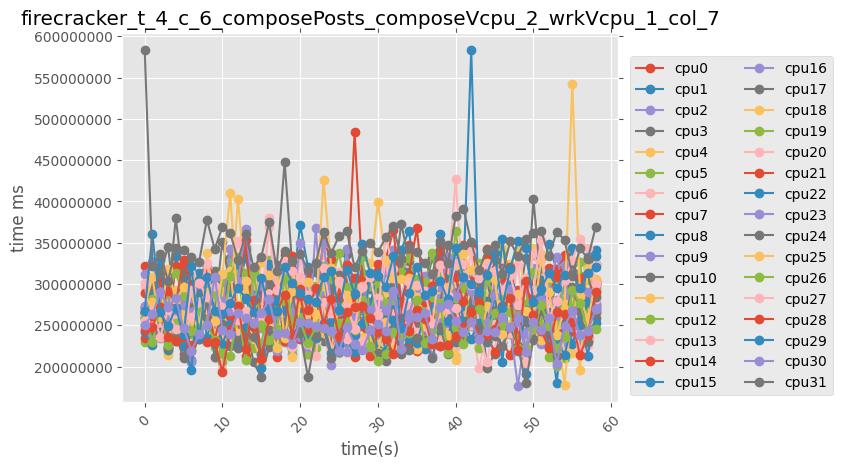 firecracker_t_4_c_6_composePosts_composeVcpu_2_wrkVcpu_1_col_7
600000000
550000000
500000000
450000000
400000000
350000000
300000000
250000000
200000000
time ms
0 10 20 30 40 50 60
time(s)
cpu0 cpu16
cpu1 cpu17
cpu2 cpu18
cpu3 cpu19
cpu4 cpu20
cpu5 cpu21
cpu6 cpu22
cpu7 cpu23
cpu8 cpu24
cpu9 cpu25
cpu10 cpu26
cpu11 cpu27
cpu12 cpu28
cpu13 cpu29
cpu14 cpu30
cpu15 cpu31